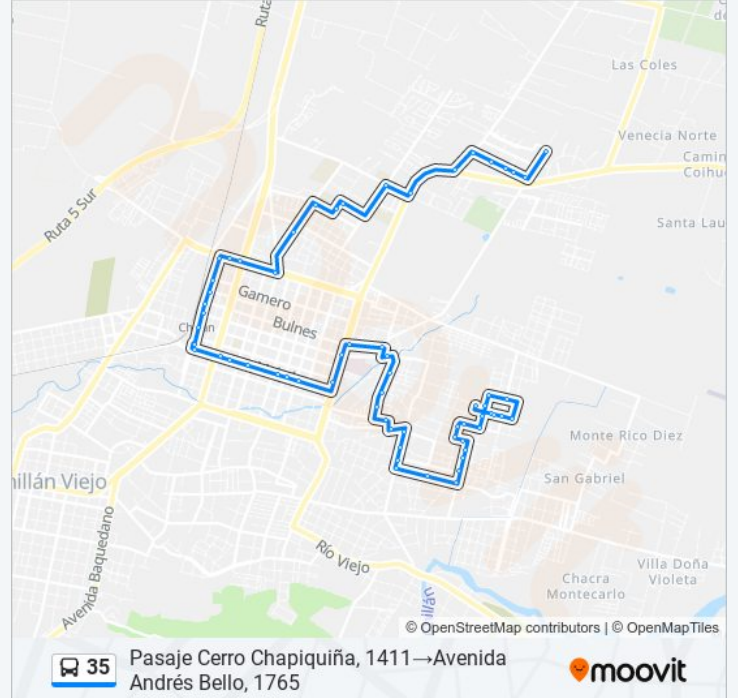 Ruta
Las Coles
Venecia Norte
Camin
Coihu
Ruta 5 Sur
Santa Lau
Gamero
Bulnes
Monte Rico Diez
San Gabriel
hillán Viejo
Avenida Baquedano
Río Viejo
Villa Doña
Violeta
Chacra
Montecarlo
illán
© OpenStreetMap contributors | © OpenMapTiles
35
Pasaje Cerro Chapiquiña, 1411→Avenida
Andrés Bello, 1765
moovit